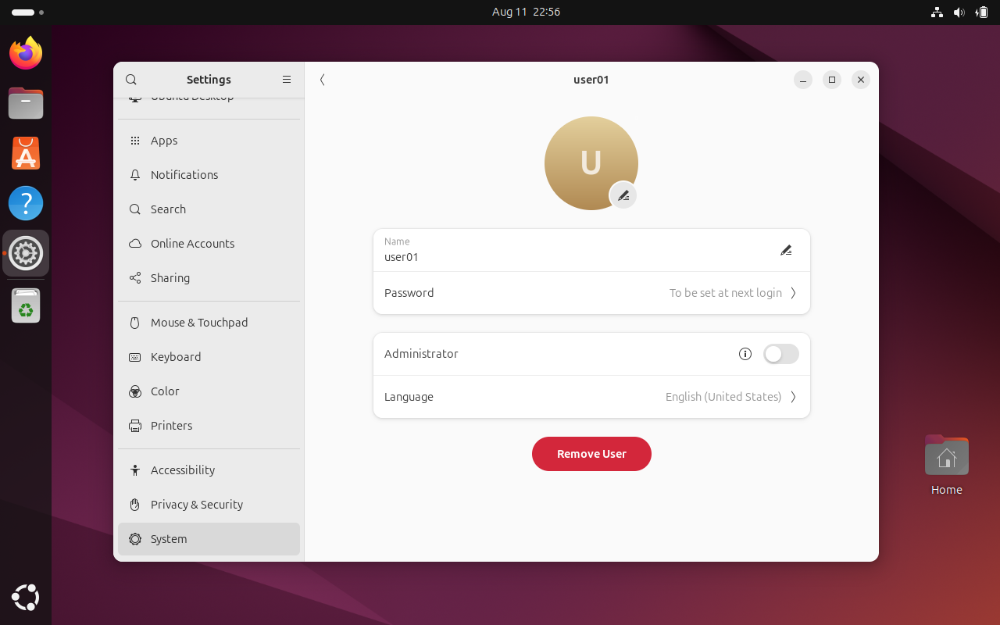 Aug 11 22:56
Settings
user01
Ubuntu Desktop
Apps
Notifications
Search
Online Accounts
Sharing
Mouse & Touchpad
Keyboard
Color
Printers
Accessibility
Privacy & Security
System
U
Name
user01
Password
To be set at next login
Administrator
Language
English (United States)
Remove User
Home